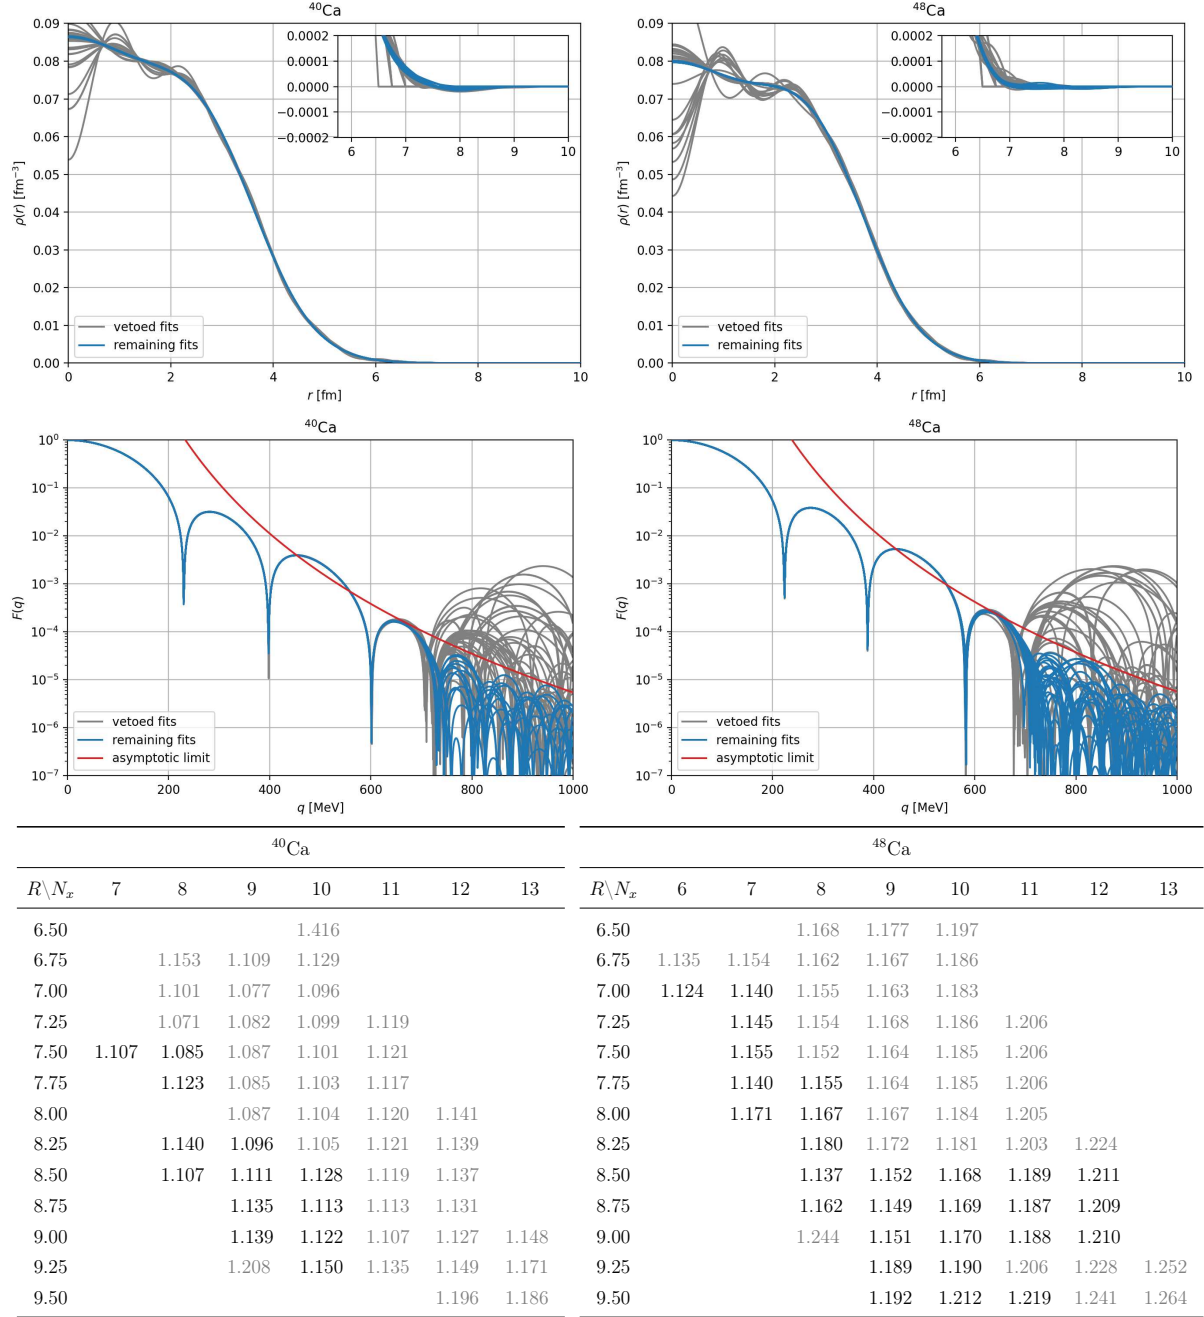 ⁴⁰Ca
0.09
0.08
0.07
0.06
0.05
0.04
0.03
0.02
0.01
0.00
ρ(r) [fm⁻³]
0.0002
0.0001
0.0000
−0.0001
−0.0002
6 7 8 9 10
vetoed fits
remaining fits
0 2 4 6 8 10
r [fm]
⁴⁸Ca
0.09
0.08
0.07
0.06
0.05
0.04
0.03
0.02
0.01
0.00
ρ(r) [fm⁻³]
0.0002
0.0001
0.0000
−0.0001
−0.0002
6 7 8 9 10
vetoed fits
remaining fits
0 2 4 6 8 10
r [fm]
⁴⁰Ca
10⁰
10⁻¹
10⁻²
10⁻³
10⁻⁴
10⁻⁵
10⁻⁶
10⁻⁷
F(q)
vetoed fits
remaining fits
asymptotic limit
0 200 400 600 800 1000
q [MeV]
⁴⁸Ca
10⁰
10⁻¹
10⁻²
10⁻³
10⁻⁴
10⁻⁵
10⁻⁶
10⁻⁷
F(q)
vetoed fits
remaining fits
asymptotic limit
0 200 400 600 800 1000
q [MeV]
⁴⁰Ca
R\Nₓ 7 8 9 10 11 12 13
6.50 1.416
6.75 1.153 1.109 1.129
7.00 1.101 1.077 1.096
7.25 1.071 1.082 1.099 1.119
7.50 1.107 1.085 1.087 1.101 1.121
7.75 1.123 1.085 1.103 1.117
8.00 1.087 1.104 1.120 1.141
8.25 1.140 1.096 1.105 1.121 1.139
8.50 1.107 1.111 1.128 1.119 1.137
8.75 1.135 1.113 1.113 1.131
9.00 1.139 1.122 1.107 1.127 1.148
9.25 1.208 1.150 1.135 1.149 1.171
9.50 1.196 1.186
⁴⁸Ca
R\Nₓ 6 7 8 9 10 11 12 13
6.50 1.168 1.177 1.197
6.75 1.135 1.154 1.162 1.167 1.186
7.00 1.124 1.140 1.155 1.163 1.183
7.25 1.145 1.154 1.168 1.186 1.206
7.50 1.155 1.152 1.164 1.185 1.206
7.75 1.140 1.155 1.164 1.185 1.206
8.00 1.171 1.167 1.167 1.184 1.205
8.25 1.180 1.172 1.181 1.203 1.224
8.50 1.137 1.152 1.168 1.189 1.211
8.75 1.162 1.149 1.169 1.187 1.209
9.00 1.244 1.151 1.170 1.188 1.210
9.25 1.189 1.190 1.206 1.228 1.252
9.50 1.192 1.212 1.219 1.241 1.264